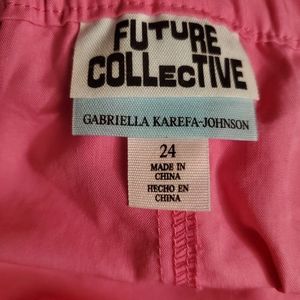 FUTURE
COLLECTIVE
GABRIELLA KAREFA-JOHNSON
24
MADE IN
CHINA
HECHO EN
CHINA